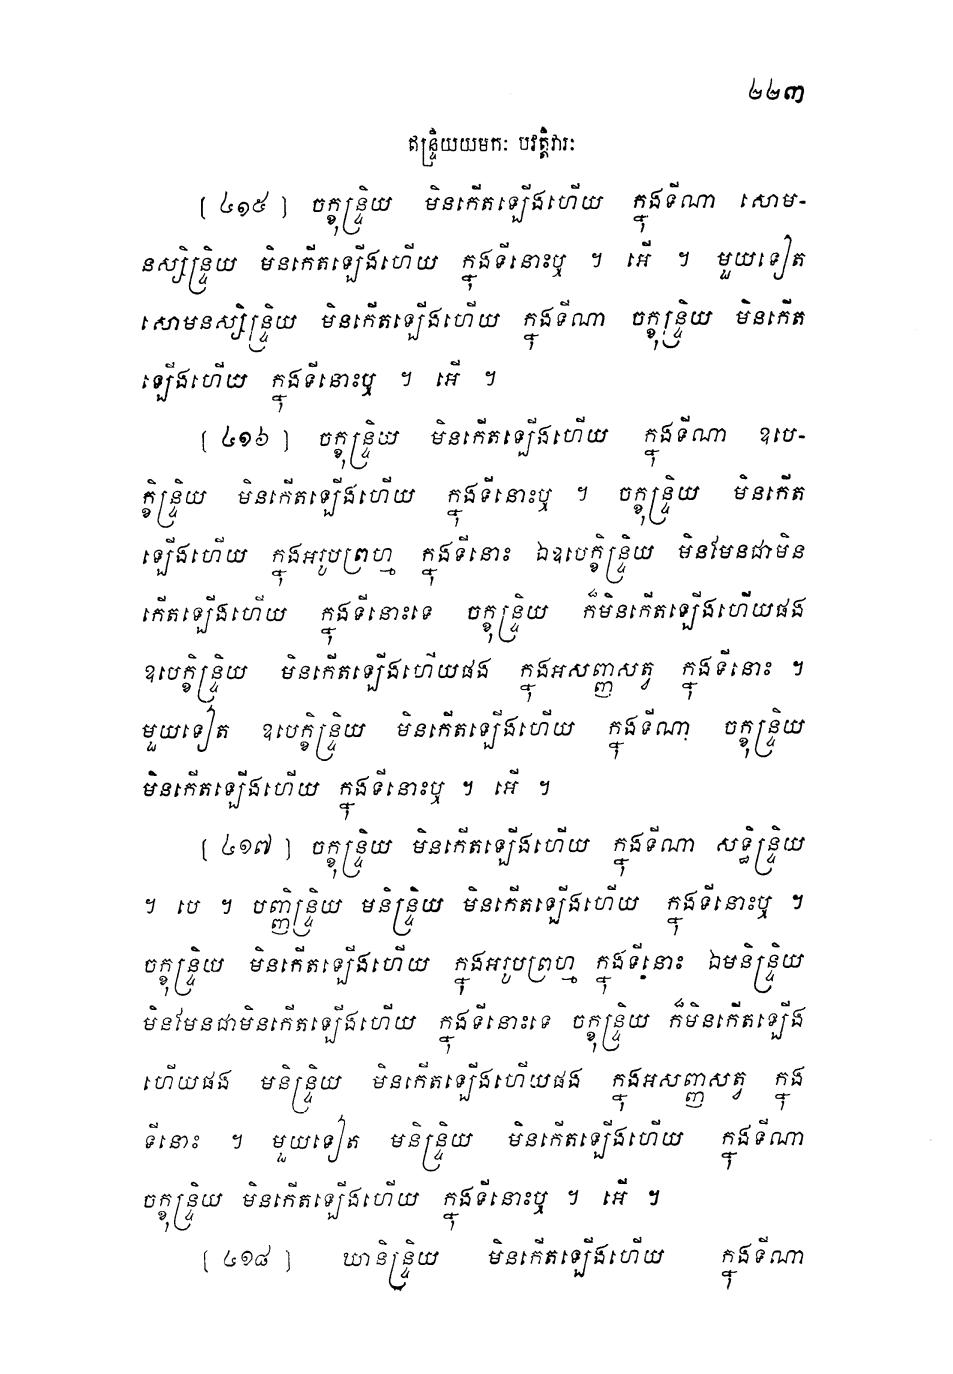 ២២៣
ឥន្ទ្រិយយមកៈ បវត្តិវារៈ
[ ៤១៥ ] ចក្ខុន្ទ្រិយ មិនកើតឡើងហើយ ក្នុងទីណា សោម-
នស្សិន្ទ្រិយ មិនកើតឡើងហើយ ក្នុងទីនោះឬ ។ អើ ។ មួយទៀត
សោមនស្សិន្ទ្រិយ មិនកើតឡើងហើយ ក្នុងទីណា ចក្ខុន្ទ្រិយ មិនកើត
ឡើងហើយ ក្នុងទីនោះឬ ។ អើ ។
[ ៤១៦ ] ចក្ខុន្ទ្រិយ មិនកើតឡើងហើយ ក្នុងទីណា ឧបេ-
ក្ខិន្ទ្រិយ មិនកើតឡើងហើយ ក្នុងទីនោះឬ ។ ចក្ខុន្ទ្រិយ មិនកើត
ឡើងហើយ ក្នុងអរូបព្រហ្ម ក្នុងទីនោះ ឯឧបេក្ខិន្ទ្រិយ មិនមែនជាមិន
កើតឡើងហើយ ក្នុងទីនោះទេ ចក្ខុន្ទ្រិយ ក៏មិនកើតឡើងហើយផង
ឧបេក្ខិន្ទ្រិយ មិនកើតឡើងហើយផង ក្នុងអសញ្ញសត្វ ក្នុងទីនោះ ។
មួយទៀត ឧបេក្ខិន្ទ្រិយ មិនកើតឡើងហើយ ក្នុងទីណា ចក្ខុន្ទ្រិយ
មិនកើតឡើងហើយ ក្នុងទីនោះឬ ។ អើ ។
[ ៤១៧ ] ចក្ខុន្ទ្រិយ មិនកើតឡើងហើយ ក្នុងទីណា សទ្ធិន្ទ្រិយ
។ បេ ។ បញ្ញិន្ទ្រិយ មនិន្ទ្រិយ មិនកើតឡើងហើយ ក្នុងទីនោះឬ ។
ចក្ខុន្ទ្រិយ មិនកើតឡើងហើយ ក្នុងអរូបព្រហ្ម ក្នុងទីនោះ ឯមនិន្ទ្រិយ
មិនមែនជាមិនកើតឡើងហើយ ក្នុងទីនោះទេ ចក្ខុន្ទ្រិយ ក៏មិនកើតឡើង
ហើយផង មនិន្ទ្រិយ មិនកើតឡើងហើយផង ក្នុងអសញ្ញសត្វ ក្នុង
ទីនោះ ។ មួយទៀត មនិន្ទ្រិយ មិនកើតឡើងហើយ ក្នុងទីណា
ចក្ខុន្ទ្រិយ មិនកើតឡើងហើយ ក្នុងទីនោះឬ ។ អើ ។
[ ៤១៨ ] ឃានិន្ទ្រិយ មិនកើតឡើងហើយ ក្នុងទីណា